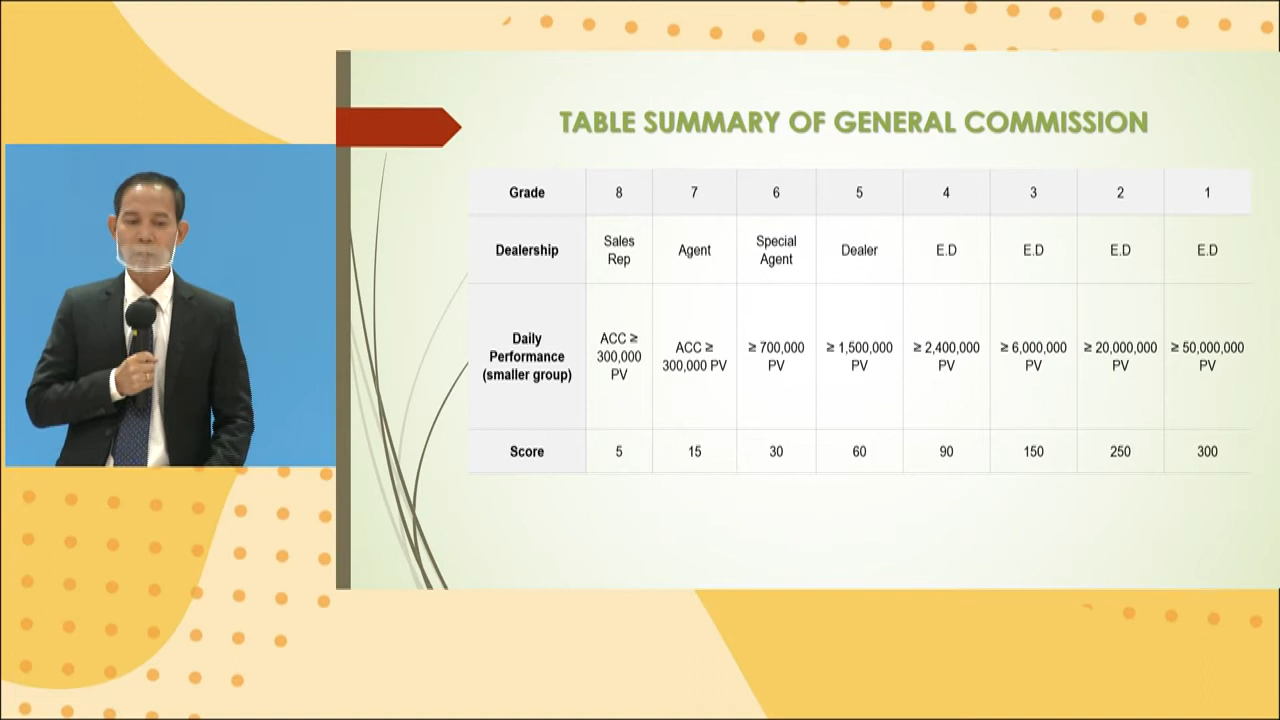 TABLE SUMMARY OF GENERAL COMMISSION
Grade 8 7 6 5 4 3 2 1
Dealership Sales Rep Agent Special Agent Dealer E.D E.D E.D E.D
Daily Performance (smaller group) ACC ≥ 300,000 PV ACC ≥ 300,000 PV ≥ 700,000 PV ≥ 1,500,000 PV ≥ 2,400,000 PV ≥ 6,000,000 PV ≥ 20,000,000 PV ≥ 50,000,000 PV
Score 5 15 30 60 90 150 250 300